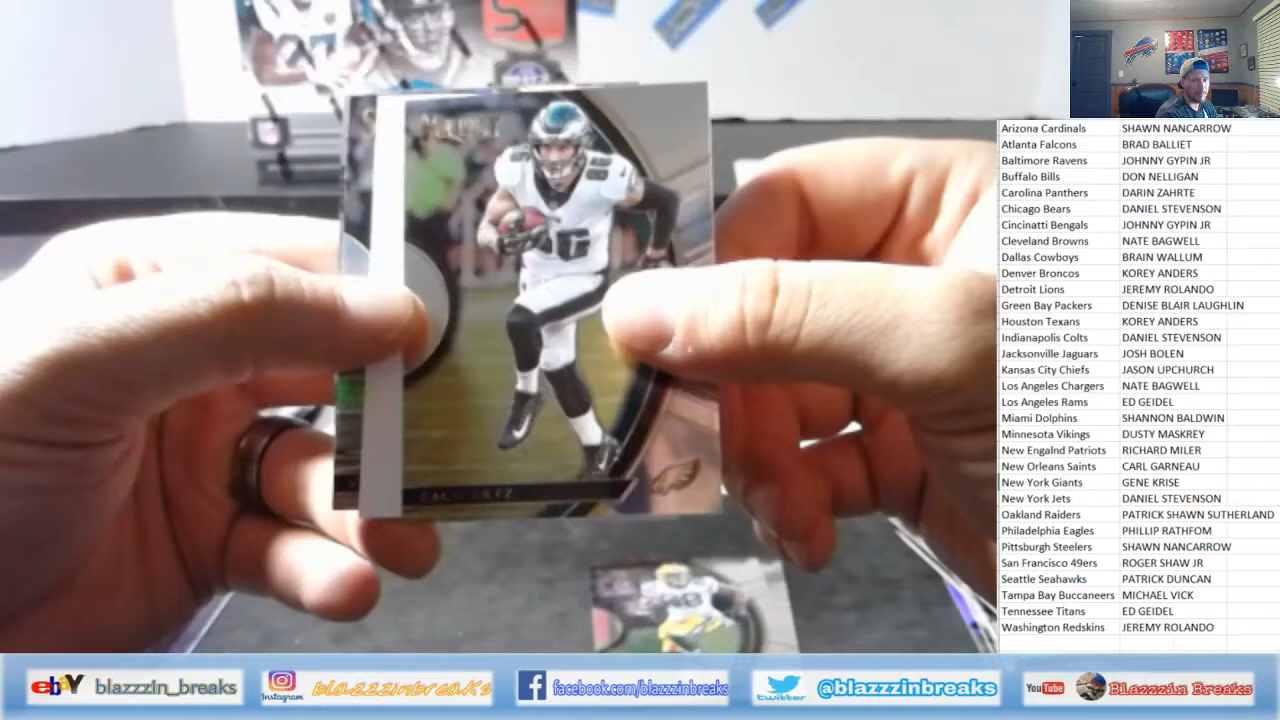 Arizona Cardinals SHAWN NANCARROW
Atlanta Falcons BRAD BALLIET
Baltimore Ravens JOHNNY GYPIN JR
Buffalo Bills DON NELLIGAN
Carolina Panthers DARIN ZAHRTE
Chicago Bears DANIEL STEVENSON
Cincinatti Bengals JOHNNY GYPIN JR
Cleveland Browns NATE BAGWELL
Dallas Cowboys BRAIN WALLUM
Denver Broncos KOREY ANDERS
Detroit Lions JEREMY ROLANDO
Green Bay Packers DENISE BLAIR LAUGHLIN
Houston Texans KOREY ANDERS
Indianapolis Colts DANIEL STEVENSON
Jacksonville Jaguars JOSH BOLEN
Kansas City Chiefs JASON UPCHURCH
Los Angeles Chargers NATE BAGWELL
Los Angeles Rams ED GEIDEL
Miami Dolphins SHANNON BALDWIN
Minnesota Vikings DUSTY MASKREY
New Engalnd Patriots RICHARD MILER
New Orleans Saints CARL GARNEAU
New York Giants GENE KRISE
New York Jets DANIEL STEVENSON
Oakland Raiders PATRICK SHAWN SUTHERLAND
Philadelphia Eagles PHILLIP RATHFOM
Pittsburgh Steelers SHAWN NANCARROW
San Francisco 49ers ROGER SHAW JR
Seattle Seahawks PATRICK DUNCAN
Tampa Bay Buccaneers MICHAEL VICK
Tennessee Titans ED GEIDEL
Washington Redskins JEREMY ROLANDO
86
ebaY blazzzin_breaks
Instagram blazzzinbreaks
facebook.com/blazzzinbreaks
twitter @blazzzinbreaks
YouTube Blazzzin Breaks